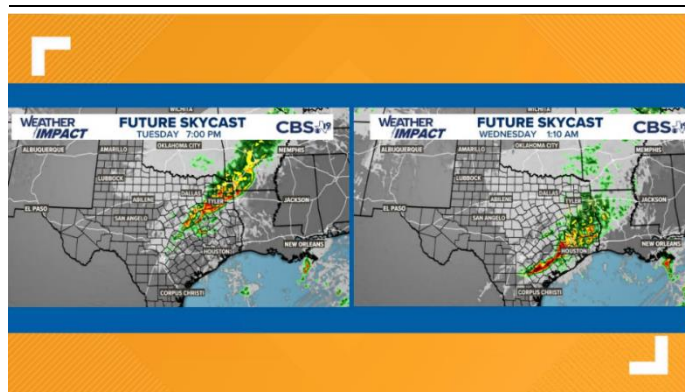 WEATHER
IMPACT
FUTURE SKYCAST
TUESDAY 7:00 PM
CBS 19
WICHITA
ALBUQUERQUE
AMARILLO
OKLAHOMA CITY
MEMPHIS
LUBBOCK
DALLAS
ABILENE
TYLER
JACKSON
EL PASO
SAN ANGELO
HOUSTON
NEW ORLEANS
CORPUS CHRISTI
WEATHER
IMPACT
FUTURE SKYCAST
WEDNESDAY 1:10 AM
CBS 19
ALBUQUERQUE
AMARILLO
OKLAHOMA CITY
MEMPHIS
LUBBOCK
DALLAS
ABILENE
TYLER
JACKSON
EL PASO
SAN ANGELO
HOUSTON
NEW ORLEANS
CORPUS CHRISTI